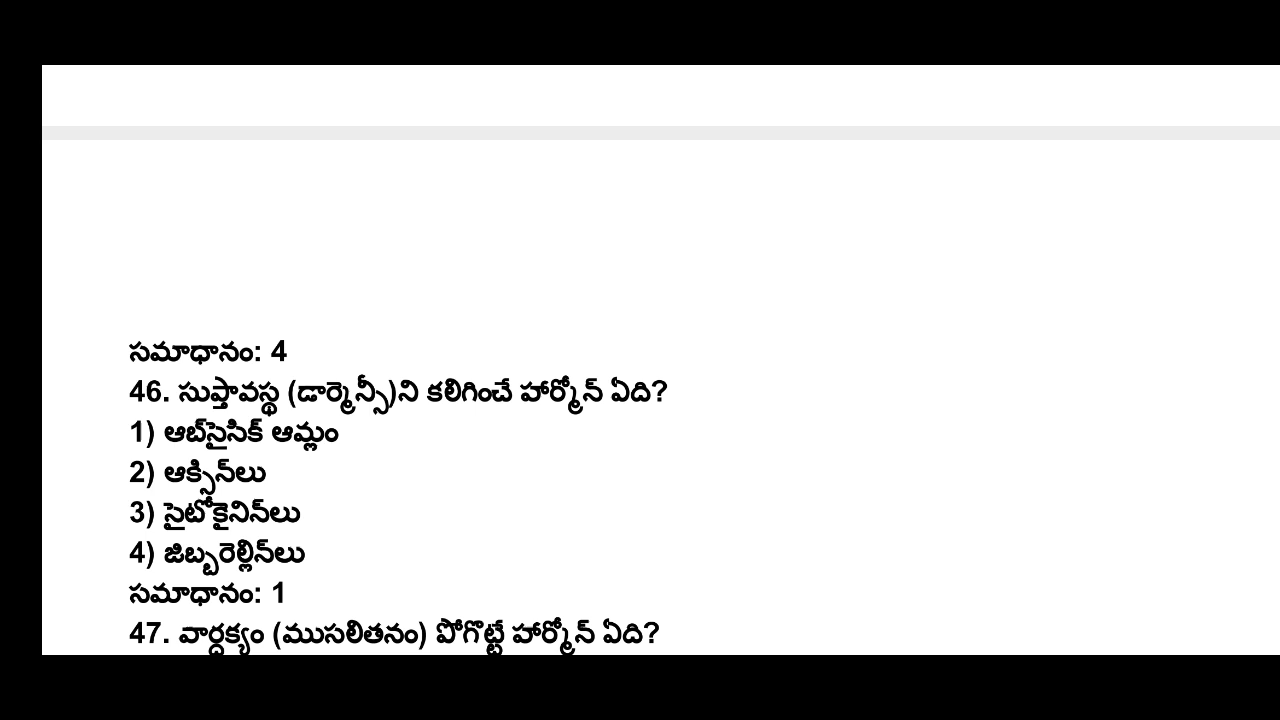 సమాధానం: 4
46. సుప్తావస్థ (డార్మెన్సీ)ని కలిగించే హార్మోన్ ఏది?
1) ఆబ్‌సైసిక్ ఆమ్లం
2) ఆక్సిన్‌లు
3) సైటోకైనిన్‌లు
4) జిబ్బరెల్లిన్‌లు
సమాధానం: 1
47. వార్ధక్యం (ముసలితనం) పోగొట్టే హార్మోన్ ఏది?